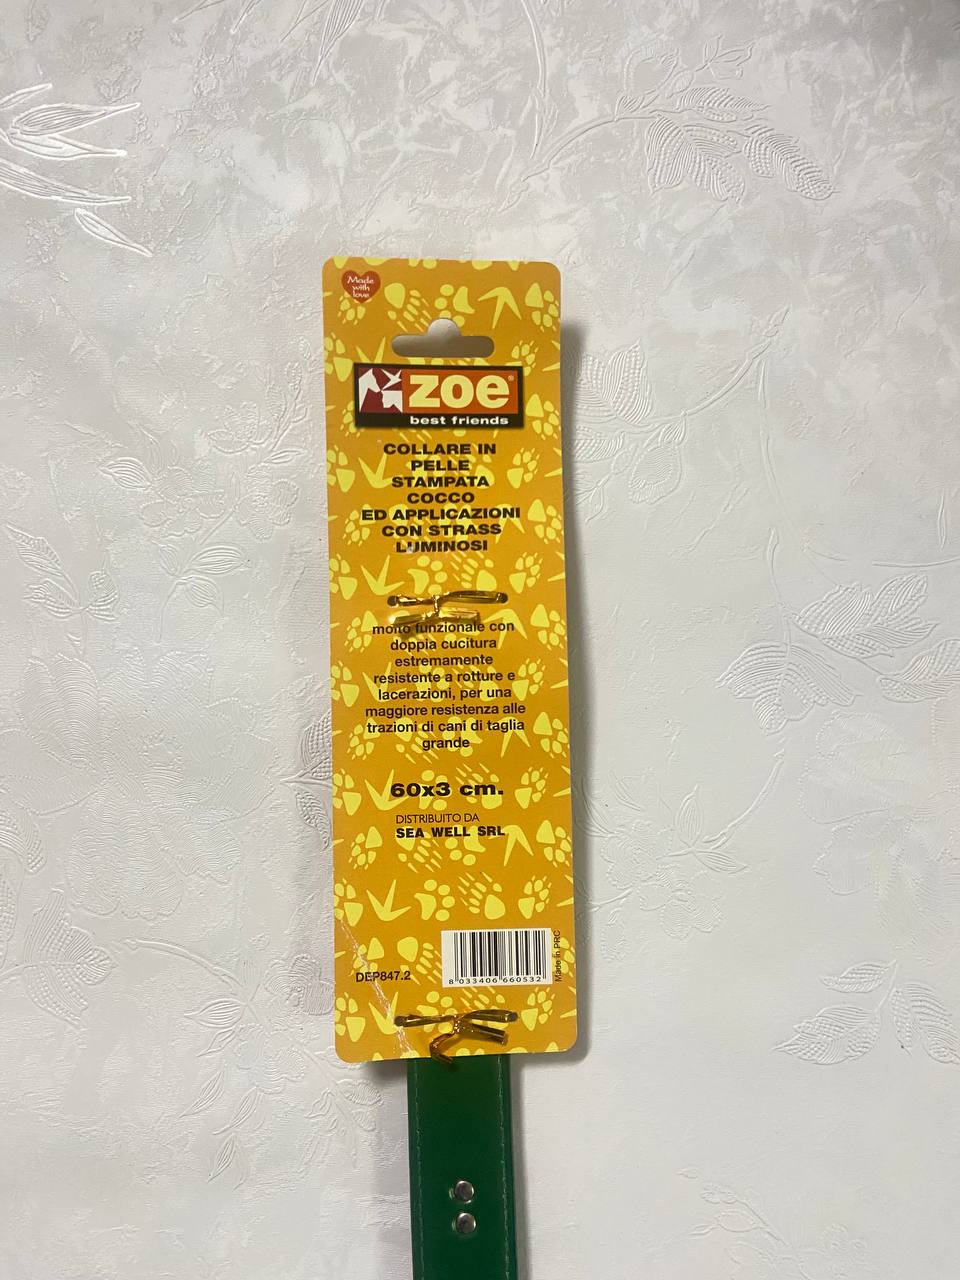 Made
with
love
zoe®
best friends
COLLARE IN
PELLE
STAMPATA
COCCO
ED APPLICAZIONI
CON STRASS
LUMINOSI
molto funzionale con
doppia cucitura
estremamente
resistente a rotture e
lacerazioni, per una
maggiore resistenza alle
trazioni di cani di taglia
grande
60x3 cm.
DISTRIBUITO DA
SEA WELL SRL
DEP847.2
8 033406 660532
Made in PRC